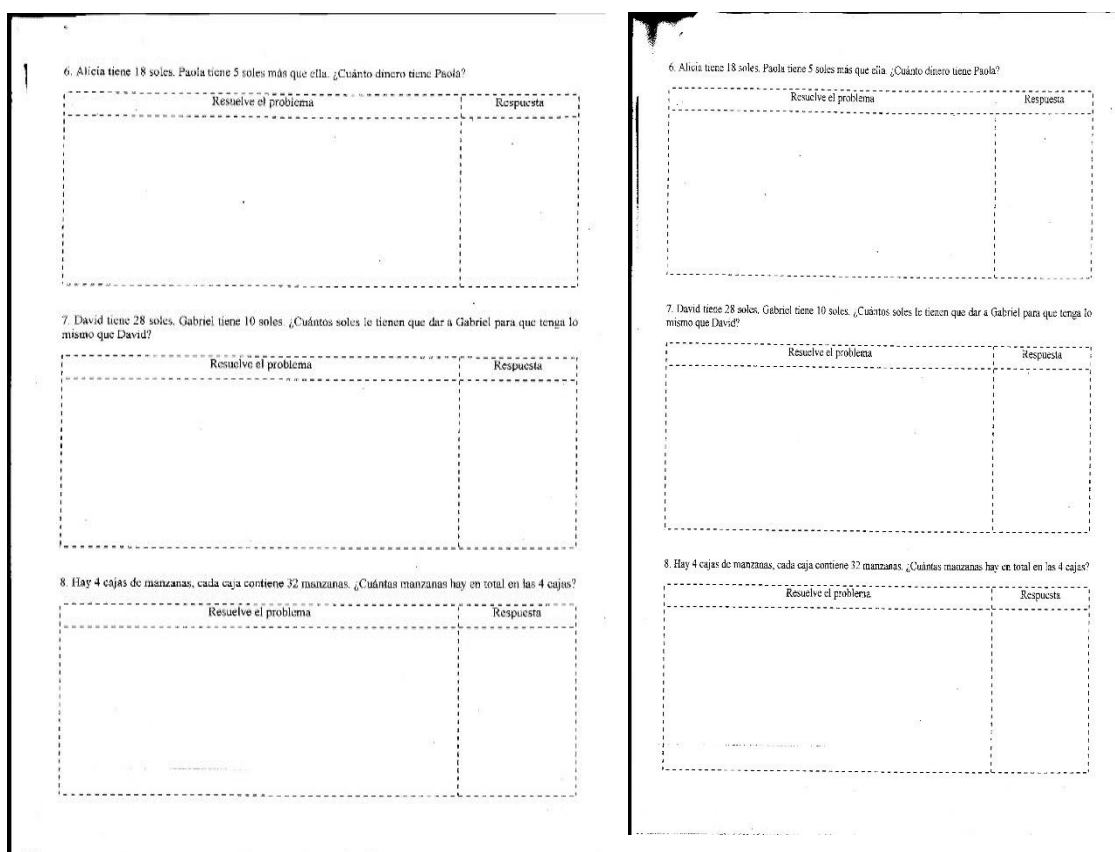 6. Alicia tiene 18 soles. Paola tiene 5 soles más que ella. ¿Cuánto dinero tiene Paola?
Resuelve el problema
Respuesta
7. David tiene 28 soles. Gabriel tiene 10 soles. ¿Cuántos soles le tienen que dar a Gabriel para que tenga lo
mismo que David?
Resuelve el problema
Respuesta
8. Hay 4 cajas de manzanas, cada caja contiene 32 manzanas. ¿Cuántas manzanas hay en total en las 4 cajas?
Resuelve el problema
Respuesta
6. Alicia tiene 18 soles. Paola tiene 5 soles más que ella. ¿Cuánto dinero tiene Paola?
Resuelve el problema
Respuesta
7. David tiene 28 soles. Gabriel tiene 10 soles. ¿Cuántos soles le tienen que dar a Gabriel para que tenga lo
mismo que David?
Resuelve el problema
Respuesta
8. Hay 4 cajas de manzanas, cada caja contiene 32 manzanas. ¿Cuántas manzanas hay en total en las 4 cajas?
Resuelve el problema
Respuesta